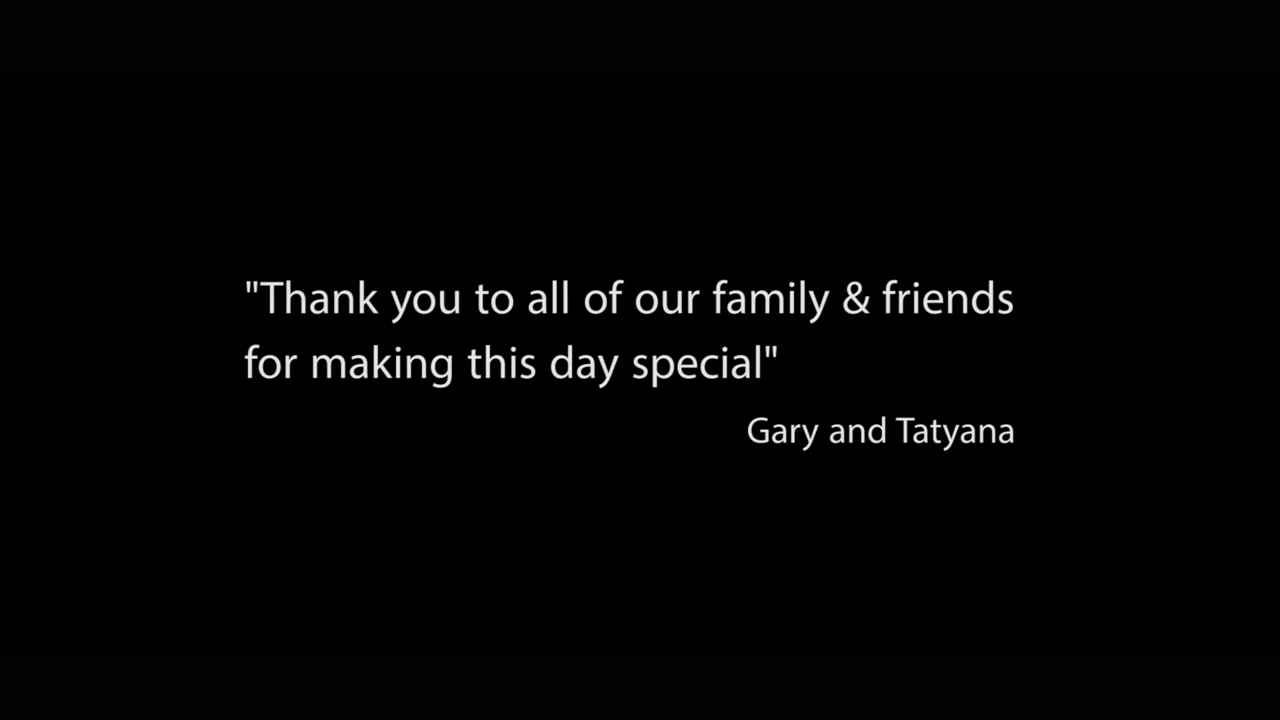 "Thank you to all of our family & friends
for making this day special"
Gary and Tatyana